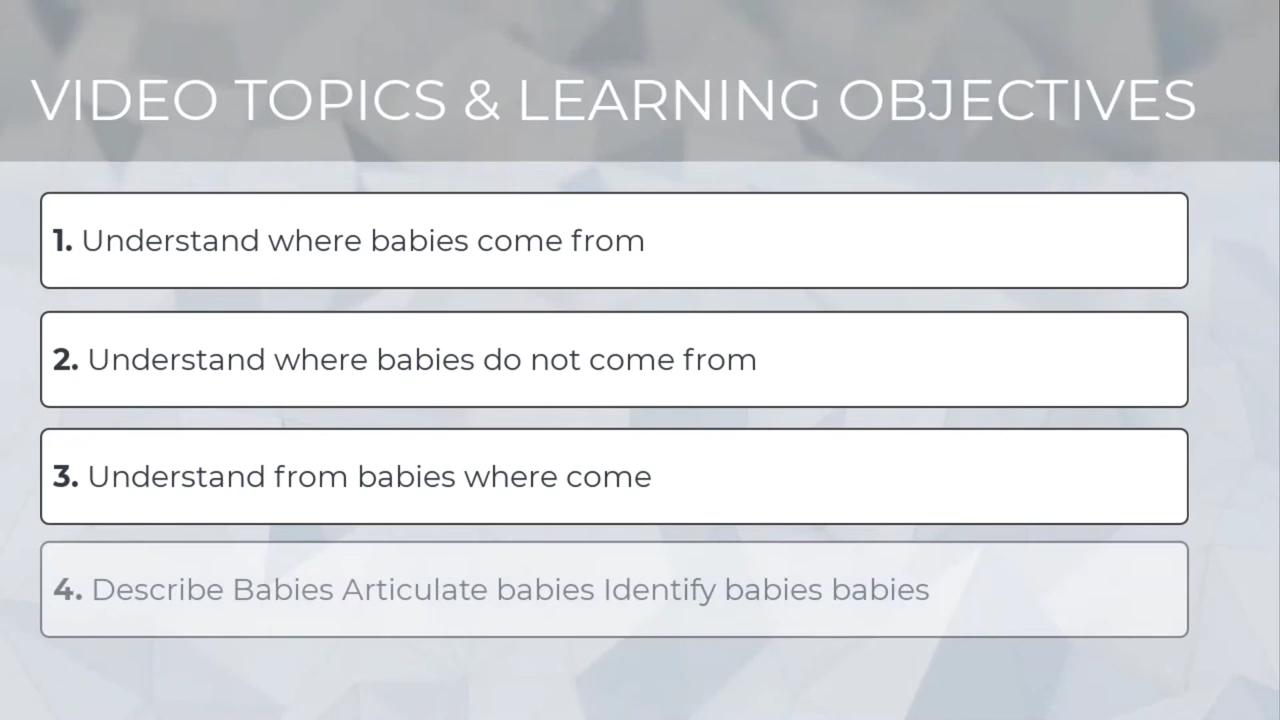 VIDEO TOPICS & LEARNING OBJECTIVES
1. Understand where babies come from
2. Understand where babies do not come from
3. Understand from babies where come
4. Describe Babies Articulate babies Identify babies babies